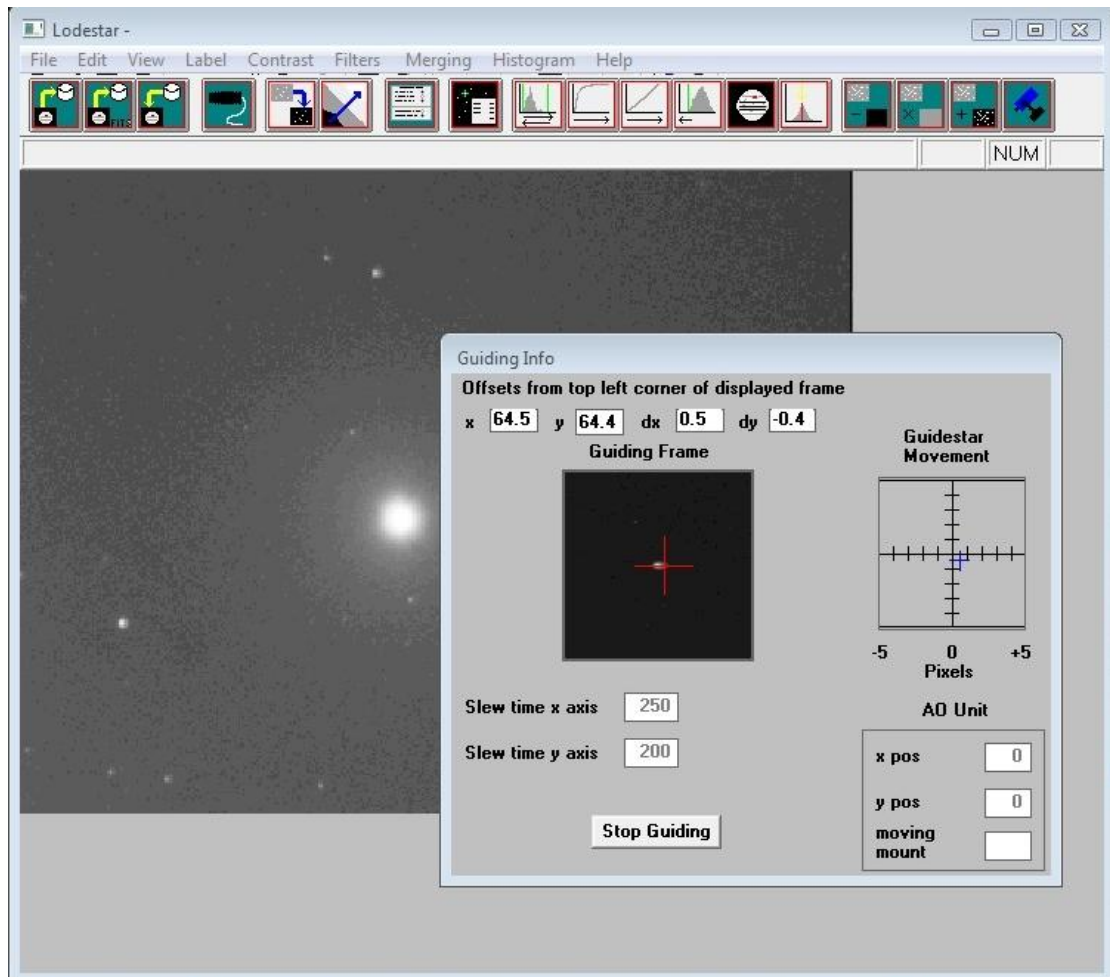 Lodestar -
File Edit View Label Contrast Filters Merging Histogram Help
FITS
NUM
Guiding Info
Offsets from top left corner of displayed frame
x 64.5 y 64.4 dx 0.5 dy -0.4
Guiding Frame
Guidestar
Movement
-5 0 +5
Pixels
Slew time x axis 250
Slew time y axis 200
Stop Guiding
AO Unit
x pos 0
y pos 0
moving
mount